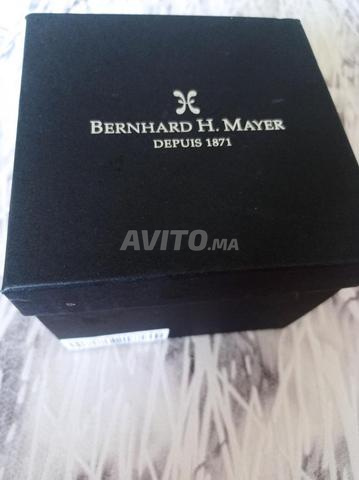 BERNHARD H. MAYER
DEPUIS 1871
AVITO.MA